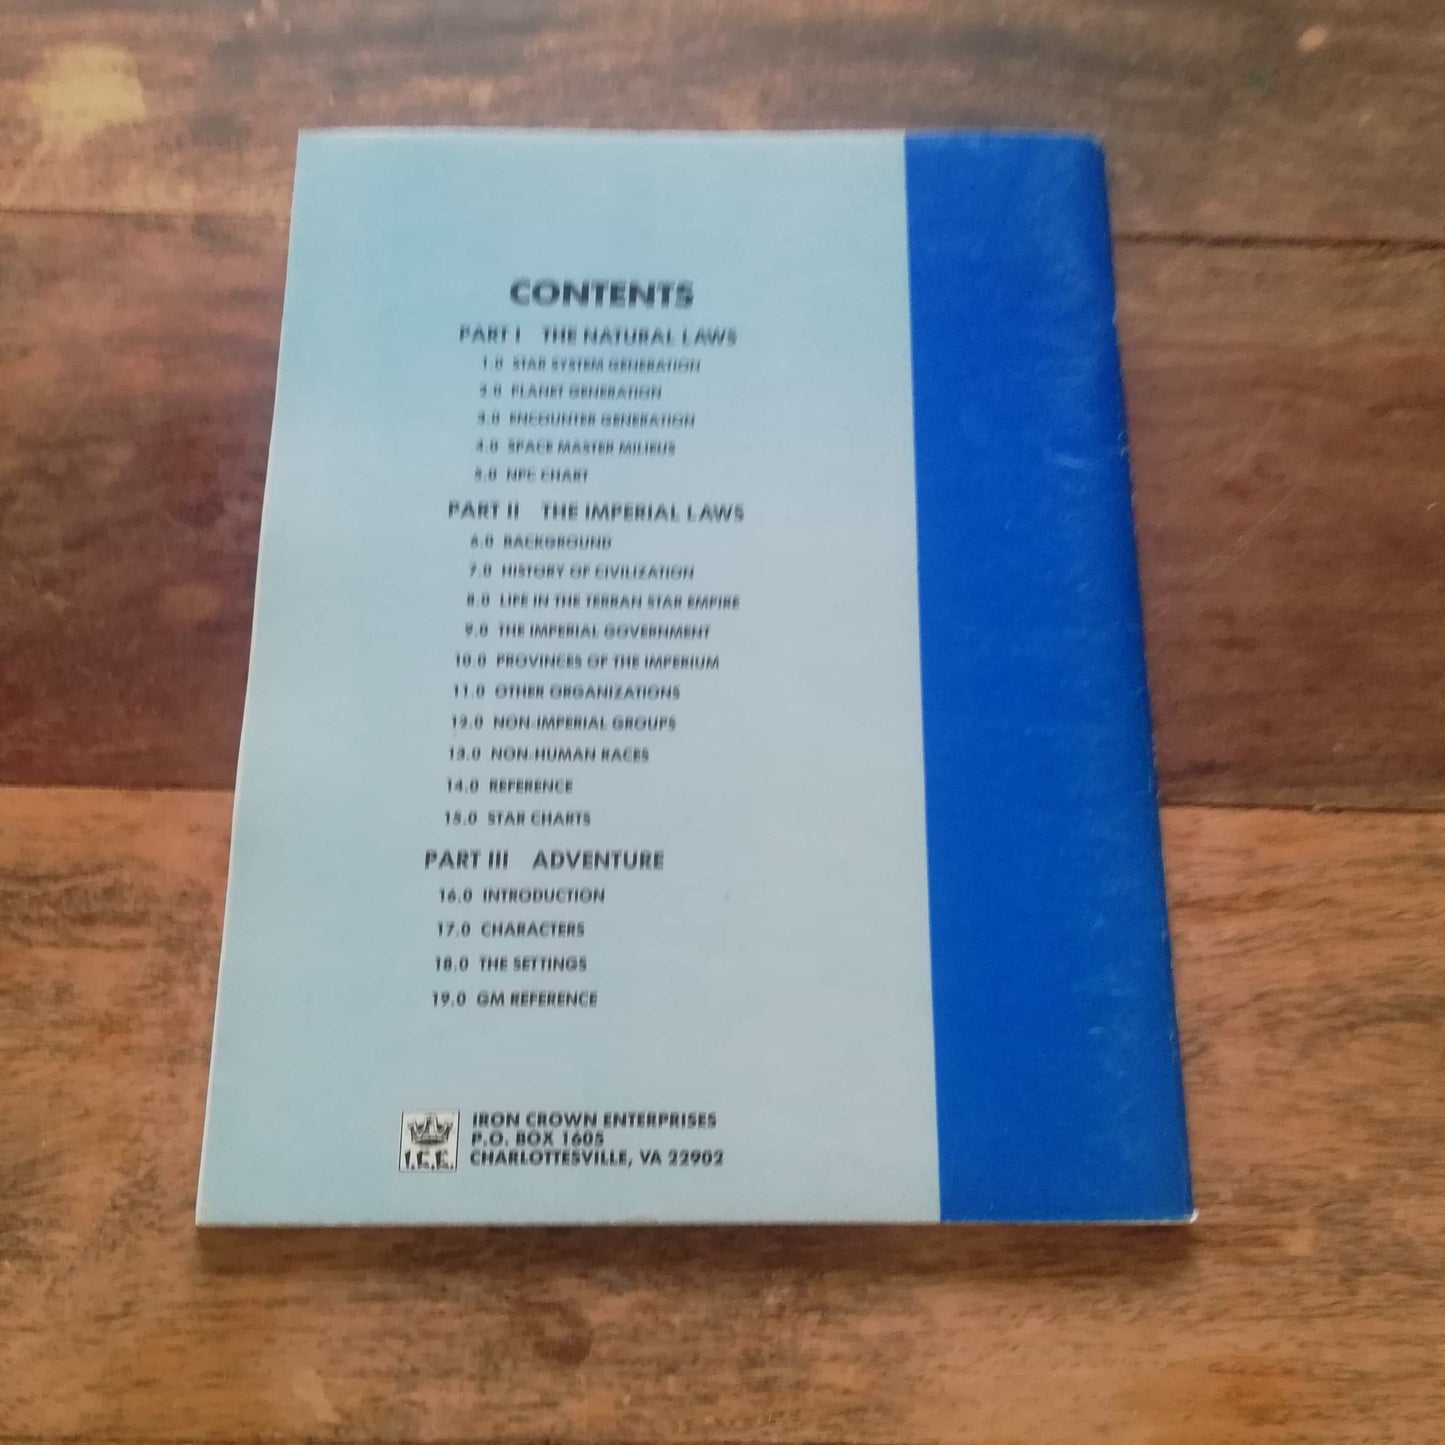 CONTENTS
PART I THE NATURAL LAWS
1.0 STAR SYSTEM GENERATION
2.0 PLANET GENERATION
3.0 ENCOUNTER GENERATION
4.0 SPACE MASTER MILIEUS
5.0 NPC CHART
PART II THE IMPERIAL LAWS
6.0 BACKGROUND
7.0 HISTORY OF CIVILIZATION
8.0 LIFE IN THE TERRAN STAR EMPIRE
9.0 THE IMPERIAL GOVERNMENT
10.0 PROVINCES OF THE IMPERIUM
11.0 OTHER ORGANIZATIONS
12.0 NON-IMPERIAL GROUPS
13.0 NON-HUMAN RACES
14.0 REFERENCE
15.0 STAR CHARTS
PART III ADVENTURE
16.0 INTRODUCTION
17.0 CHARACTERS
18.0 THE SETTINGS
19.0 GM REFERENCE
I.C.E.
IRON CROWN ENTERPRISES
P.O. BOX 1605
CHARLOTTESVILLE, VA 22902